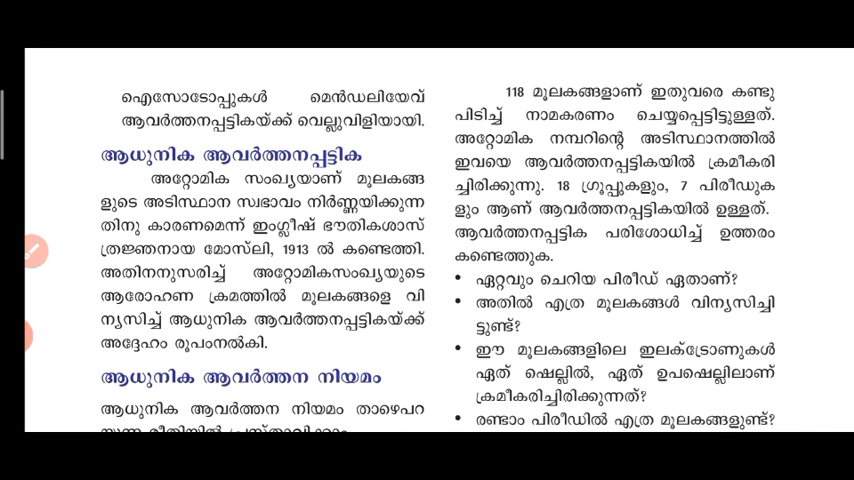 ഐസോടോപ്പുകൾ മെൻഡലിയേവ്
ആവർത്തനപ്പട്ടികയ്ക്ക് വെല്ലുവിളിയായി.
ആധുനിക ആവർത്തനപ്പട്ടിക
അറ്റോമിക സംഖ്യയാണ് മൂലകങ്ങ
ളുടെ അടിസ്ഥാന സ്വഭാവം നിർണ്ണയിക്കുന്ന
തിനു കാരണമെന്ന് ഇംഗ്ലീഷ് ഭൗതികശാസ്
ത്രജ്ഞനായ മോസ്‌ലി, 1913 ൽ കണ്ടെത്തി.
അതിനനുസരിച്ച് അറ്റോമികസംഖ്യയുടെ
ആരോഹണ ക്രമത്തിൽ മൂലകങ്ങളെ വി
ന്യസിച്ച് ആധുനിക ആവർത്തനപ്പട്ടികയ്ക്ക്
അദ്ദേഹം രൂപംനൽകി.
ആധുനിക ആവർത്തന നിയമം
ആധുനിക ആവർത്തന നിയമം താഴെപറ
118 മൂലകങ്ങളാണ് ഇതുവരെ കണ്ടു
പിടിച്ച് നാമകരണം ചെയ്യപ്പെട്ടിട്ടുള്ളത്.
അറ്റോമിക നമ്പറിന്റെ അടിസ്ഥാനത്തിൽ
ഇവയെ ആവർത്തനപ്പട്ടികയിൽ ക്രമീകരി
ച്ചിരിക്കുന്നു. 18 ഗ്രൂപ്പുകളും, 7 പിരീഡുക
ളും ആണ് ആവർത്തനപ്പട്ടികയിൽ ഉള്ളത്.
ആവർത്തനപ്പട്ടിക പരിശോധിച്ച് ഉത്തരം
കണ്ടെത്തുക.
• ഏറ്റവും ചെറിയ പിരീഡ് ഏതാണ്?
• അതിൽ എത്ര മൂലകങ്ങൾ വിന്യസിച്ചി
ട്ടുണ്ട്?
• ഈ മൂലകങ്ങളിലെ ഇലക്ട്രോണുകൾ
ഏത് ഷെല്ലിൽ, ഏത് ഉപഷെല്ലിലാണ്
ക്രമീകരിച്ചിരിക്കുന്നത്?
• രണ്ടാം പിരീഡിൽ എത്ര മൂലകങ്ങളുണ്ട്?